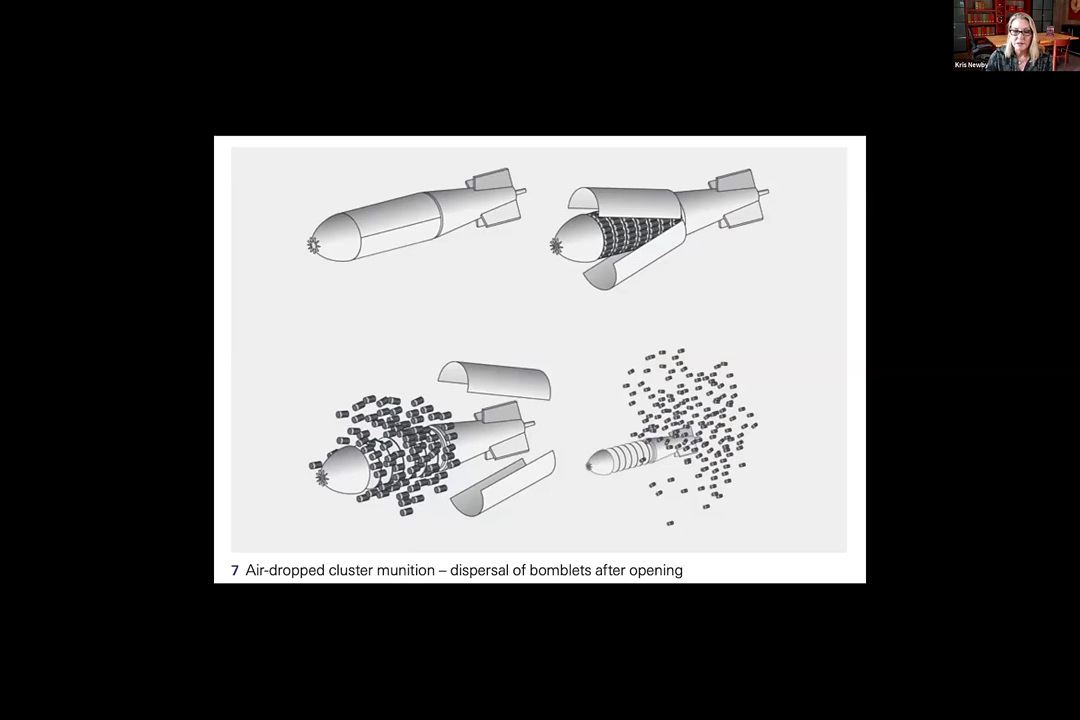 Kris Newby
7 Air-dropped cluster munition – dispersal of bomblets after opening